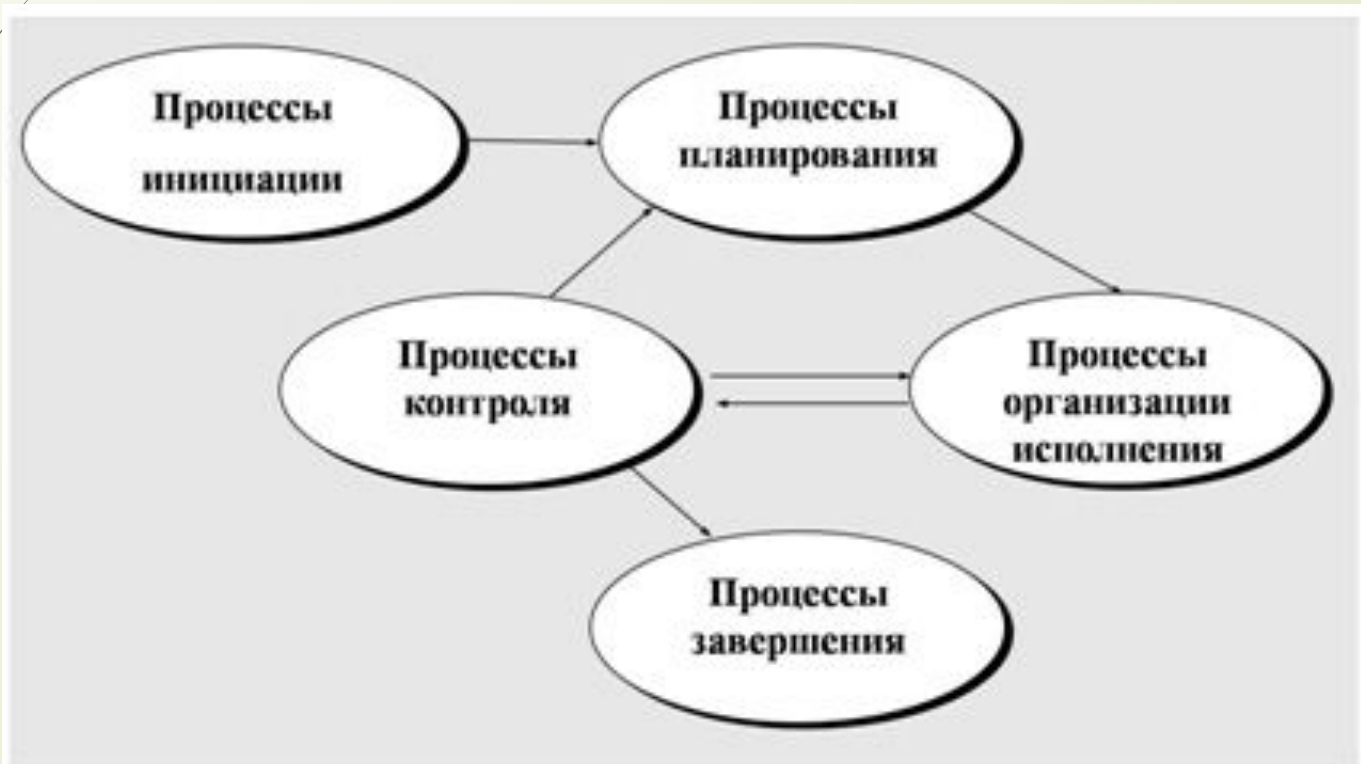 Процессы
инициации
Процессы
планирования
Процессы
контроля
Процессы
организации
исполнения
Процессы
завершения